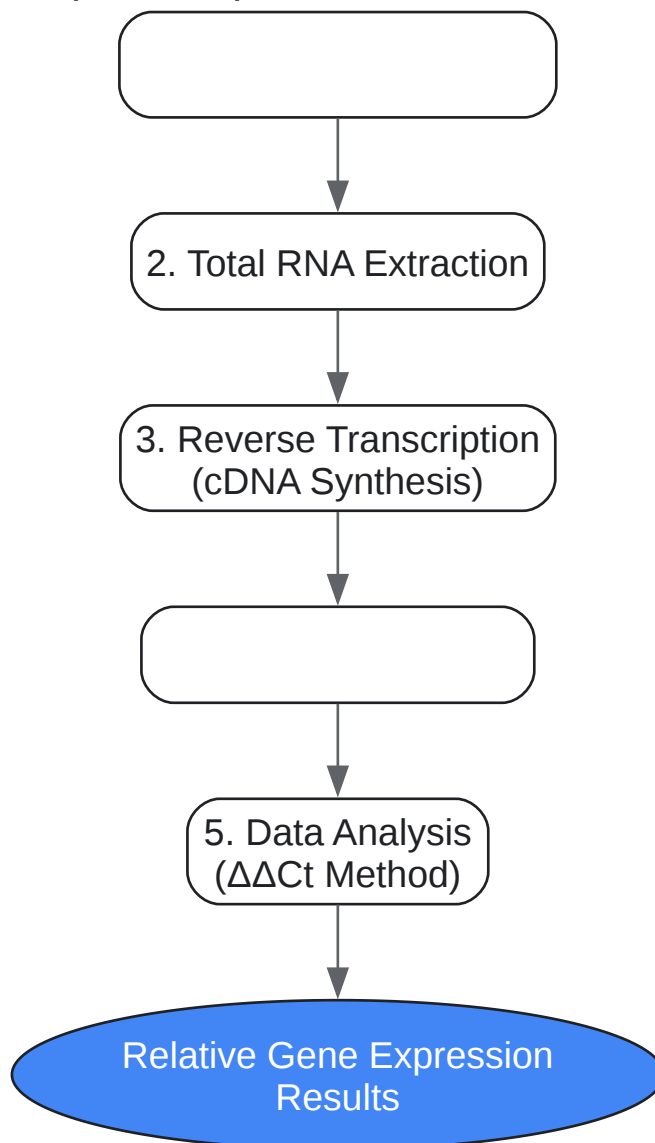 2. Total RNA Extraction
3. Reverse Transcription
(cDNA Synthesis)
5. Data Analysis
(ΔΔCt Method)
Relative Gene Expression
Results